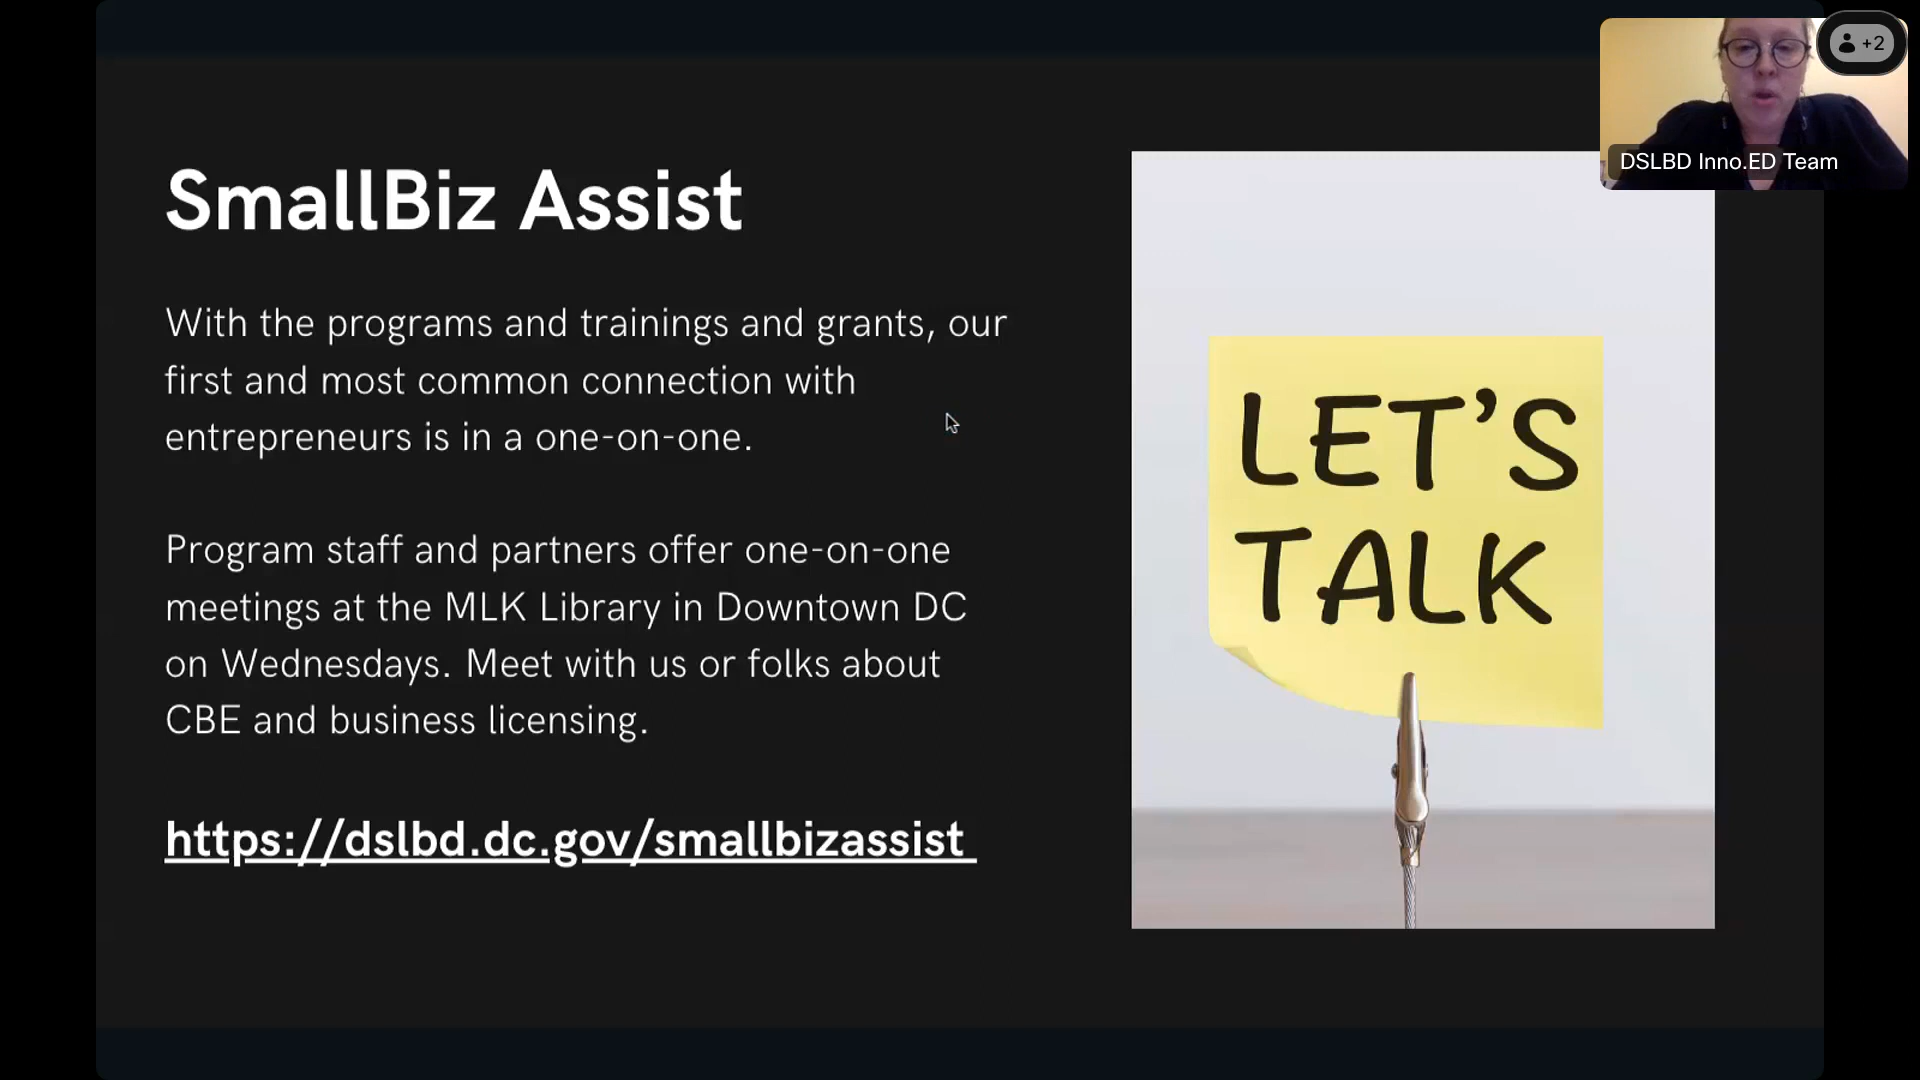 SmallBiz Assist
With the programs and trainings and grants, our
first and most common connection with
entrepreneurs is in a one-on-one.
Program staff and partners offer one-on-one
meetings at the MLK Library in Downtown DC
on Wednesdays. Meet with us or folks about
CBE and business licensing.
https://dslbd.dc.gov/smallbizassist
LET'S
TALK
+2
DSLBD Inno.ED Team